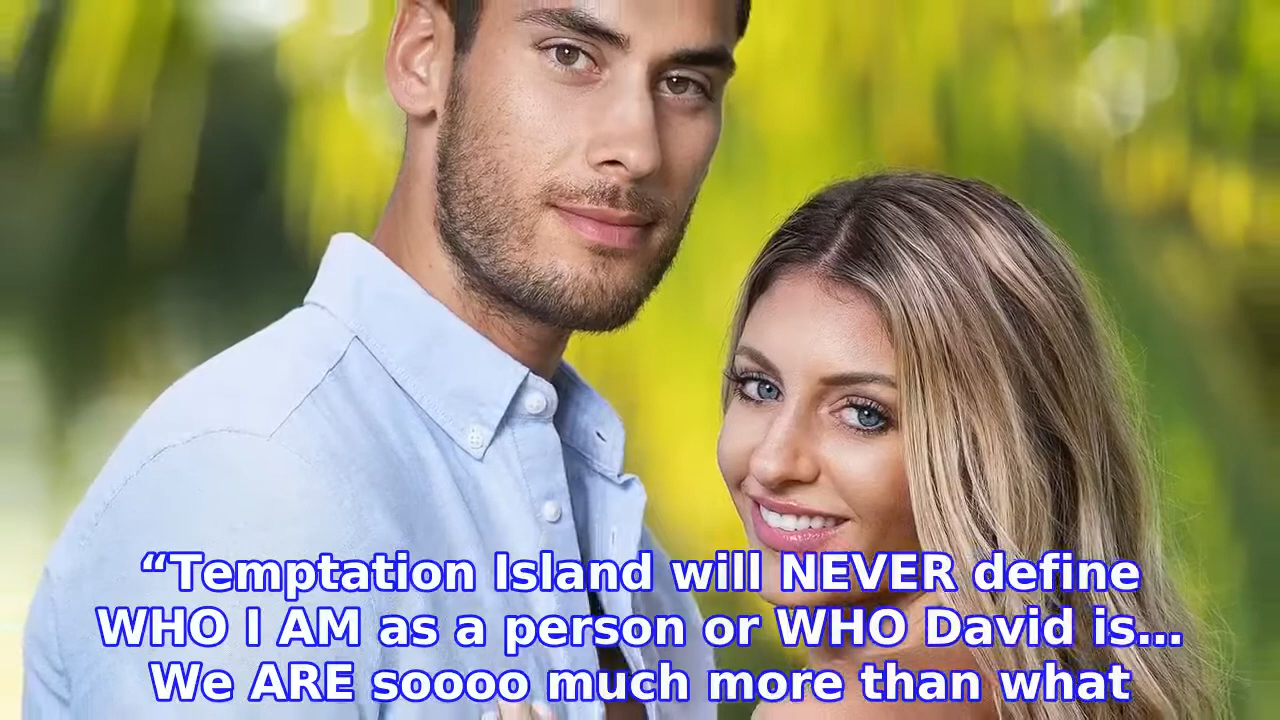 “Temptation Island will NEVER define
WHO I AM as a person or WHO David is...
We ARE soooo much more than what